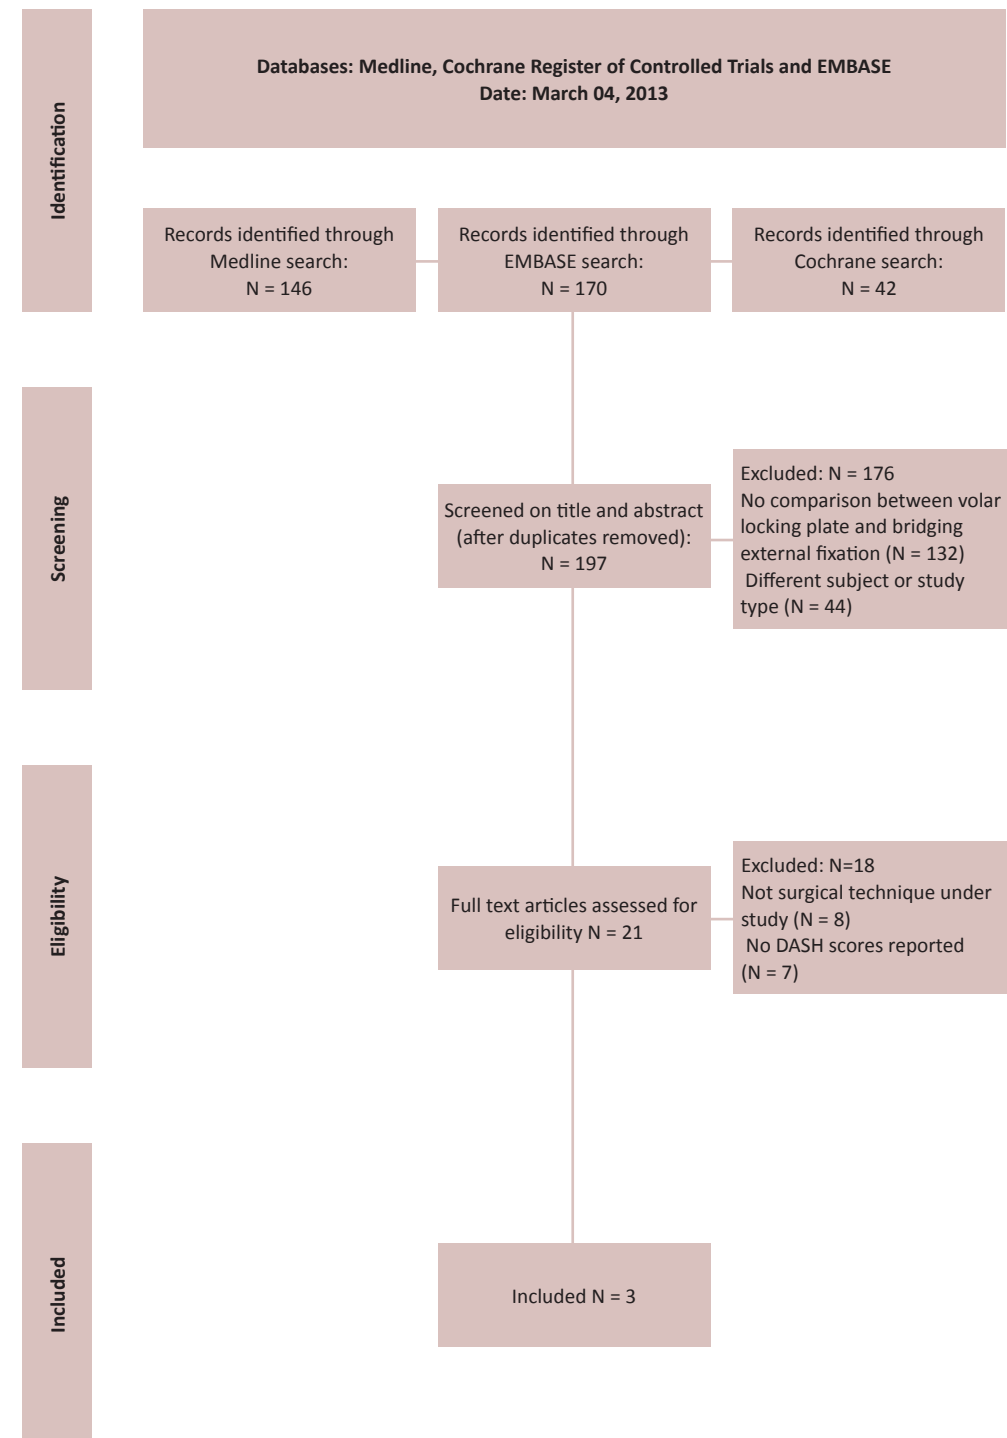 Identification
Databases: Medline, Cochrane Register of Controlled Trials and EMBASE
Date: March 04, 2013
Records identified through
Medline search:
N = 146
Records identified through
EMBASE search:
N = 170
Records identified through
Cochrane search:
N = 42
Screening
Screened on title and abstract
(after duplicates removed):
N = 197
Excluded: N = 176
No comparison between volar
locking plate and bridging
external fixation (N = 132)
Different subject or study
type (N = 44)
Eligibility
Full text articles assessed for
eligibility N = 21
Excluded: N=18
Not surgical technique under
study (N = 8)
No DASH scores reported
(N = 7)
Included
Included N = 3